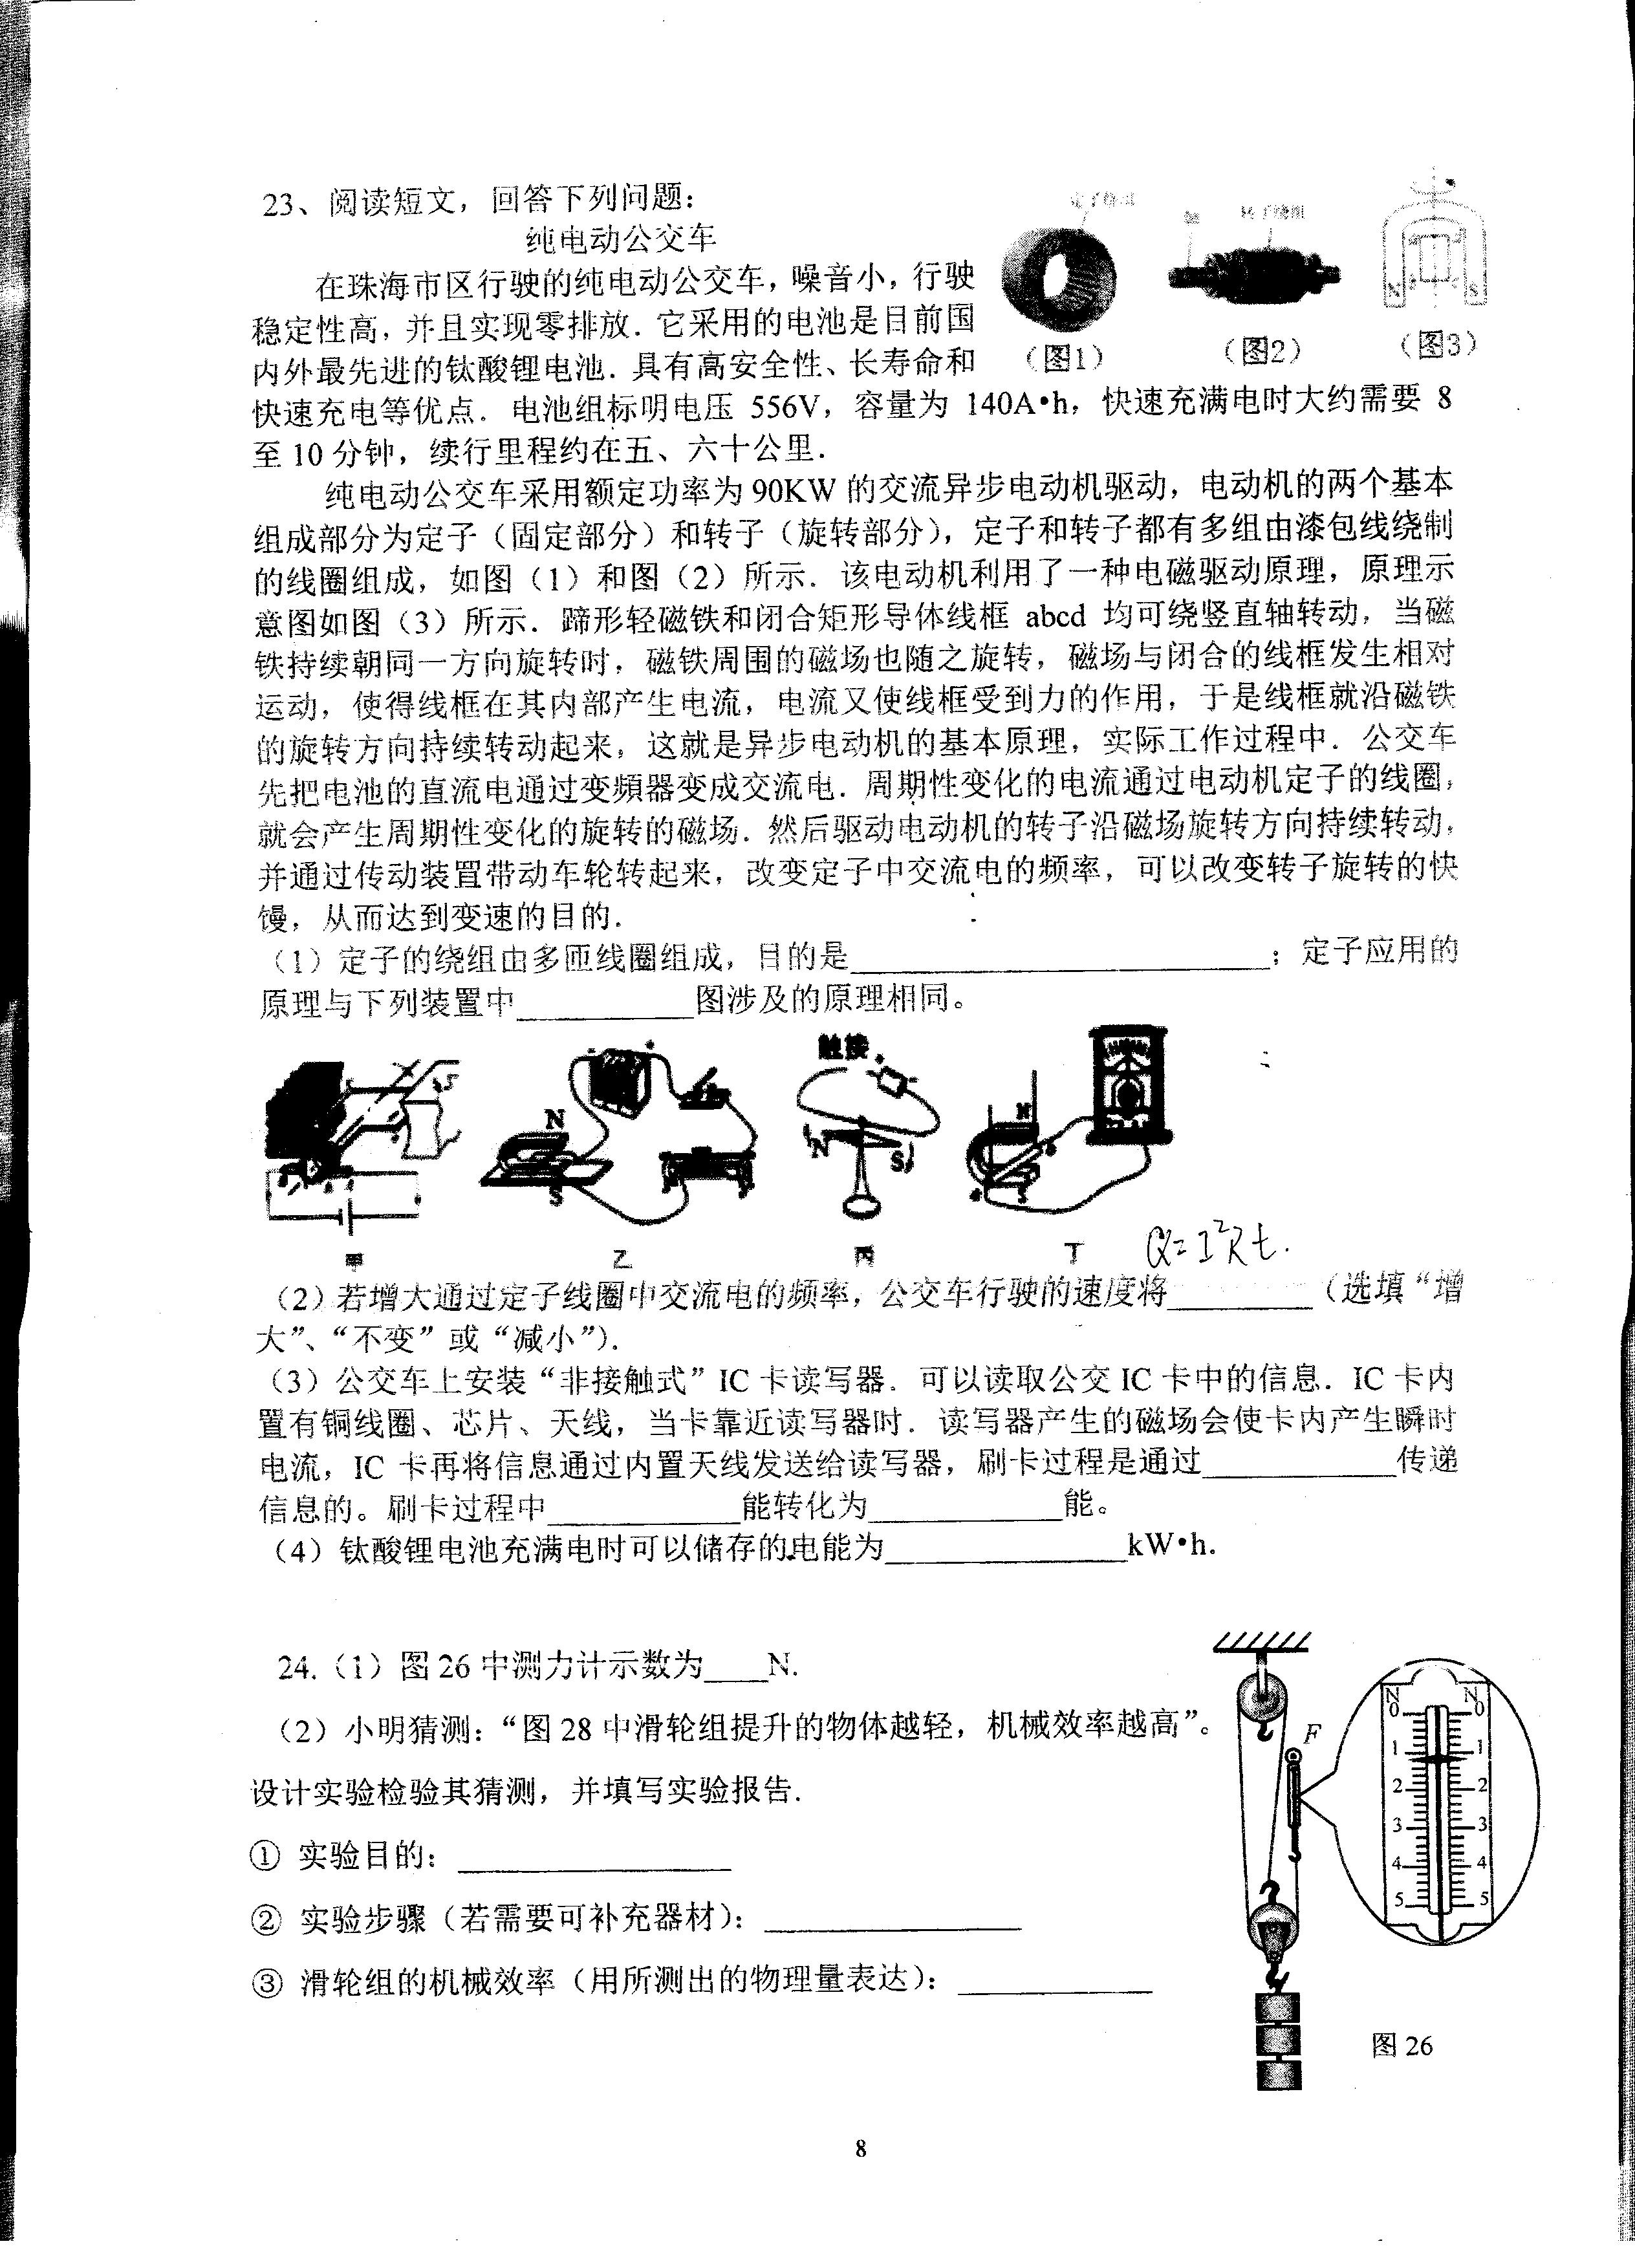 23、阅读短文，回答下列问题：
纯电动公交车
在珠海市区行驶的纯电动公交车，噪音小，行驶
稳定性高，并且实现零排放．它采用的电池是目前国
内外最先进的钛酸锂电池．具有高安全性、长寿命和
快速充电等优点．电池组标明电压 556V，容量为 140A•h，快速充满电时大约需要 8
至 10 分钟，续行里程约在五、六十公里．
（图1）
（图2）
（图3）
N S
纯电动公交车采用额定功率为 90KW 的交流异步电动机驱动，电动机的两个基本
组成部分为定子（固定部分）和转子（旋转部分），定子和转子都有多组由漆包线绕制
的线圈组成，如图（1）和图（2）所示．该电动机利用了一种电磁驱动原理，原理示
意图如图（3）所示．蹄形轻磁铁和闭合矩形导体线框 abcd 均可绕竖直轴转动，当磁
铁持续朝同一方向旋转时，磁铁周围的磁场也随之旋转，磁场与闭合的线框发生相对
运动，使得线框在其内部产生电流，电流又使线框受到力的作用，于是线框就沿磁铁
的旋转方向持续转动起来，这就是异步电动机的基本原理，实际工作过程中．公交车
先把电池的直流电通过变頻器变成交流电．周期性变化的电流通过电动机定子的线圈，
就会产生周期性变化的旋转的磁场．然后驱动电动机的转子沿磁场旋转方向持续转动，
并通过传动装置带动车轮转起来，改变定子中交流电的频率，可以改变转子旋转的快
慢，从而达到变速的目的．
（1）定子的绕组由多匝线圈组成，目的是＿＿＿＿＿＿；定子应用的
原理与下列装置中＿＿＿＿图涉及的原理相同。
N
S
触接
N S
N
甲 乙 丙 丁
Q=I²Rt.
（2）若增大通过定子线圈中交流电的频率，公交车行驶的速度将＿＿＿＿（选填“增
大”、“不变”或“减小”）．
（3）公交车上安装“非接触式”IC 卡读写器．可以读取公交 IC 卡中的信息．IC 卡内
置有铜线圈、芯片、天线，当卡靠近读写器时．读写器产生的磁场会使卡内产生瞬时
电流，IC 卡再将信息通过内置天线发送给读写器，刷卡过程是通过＿＿＿＿传递
信息的。刷卡过程中＿＿＿＿能转化为＿＿＿＿能。
（4）钛酸锂电池充满电时可以储存的电能为＿＿＿＿kW•h．
24.（1）图 26 中测力计示数为＿＿N.
（2）小明猜测：“图 28 中滑轮组提升的物体越轻，机械效率越高”。
设计实验检验其猜测，并填写实验报告．
① 实验目的：＿＿＿＿
② 实验步骤（若需要可补充器材）：＿＿＿＿
③ 滑轮组的机械效率（用所测出的物理量表达）：＿＿＿＿
F
N N
0 0
1 1
2 2
3 3
4 4
5 5
图 26
8